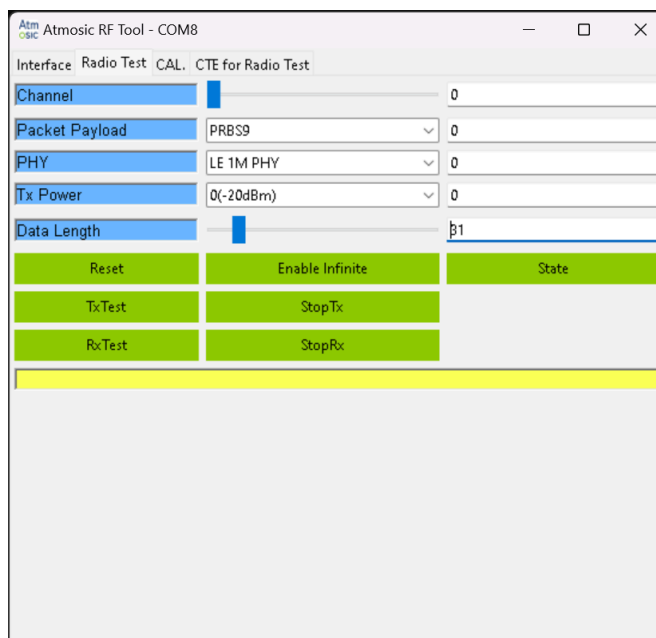 Atmosic Atmosic RF Tool - COM8
Interface Radio Test CAL. CTE for Radio Test
Channel 0
Packet Payload PRBS9 0
PHY LE 1M PHY 0
Tx Power 0(-20dBm) 0
Data Length 31
Reset Enable Infinite State
TxTest StopTx
RxTest StopRx